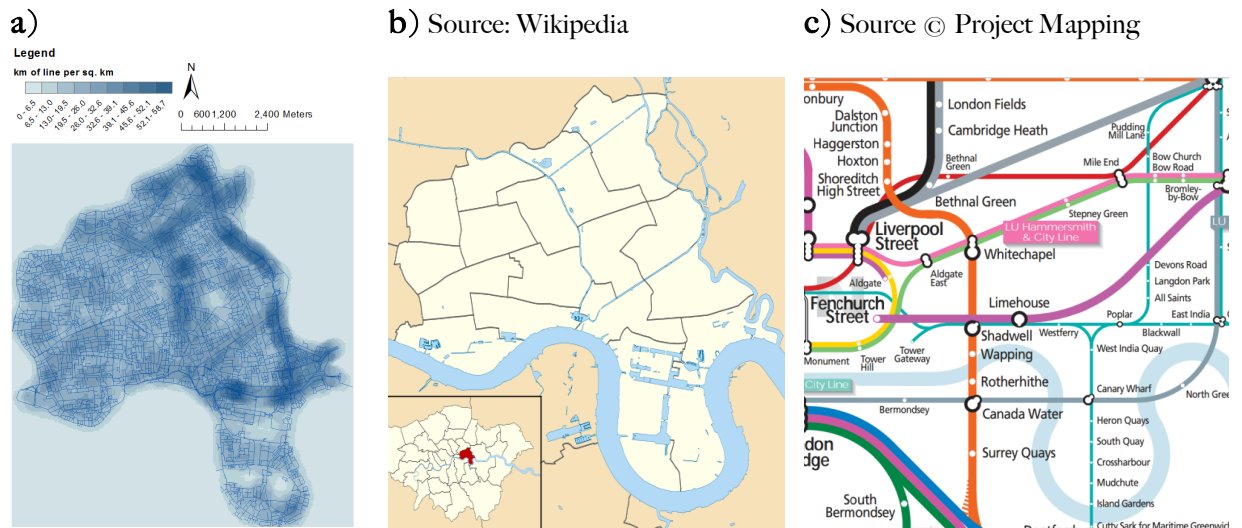 a)
Legend
km of line per sq. km
0 - 6.5
6.5 - 13.0
13.0 - 19.5
19.5 - 26.0
26.0 - 32.6
32.6 - 39.1
39.1 - 45.6
45.6 - 52.1
52.1 - 58.7
N
0 600 1,200 2,400 Meters
b) Source: Wikipedia
c) Source © Project Mapping
onbury
Dalston
Junction
Haggerston
Hoxton
Shoreditch
High Street
London Fields
Cambridge Heath
Bethnal
Green
Bethnal Green
Pudding
Mill Lane
Mile End
Bow Church
Bow Road
Bromley-
by-Bow
Stepney Green
LU Hammersmith
& City Line
LU
Liverpool
Street
Whitechapel
Aldgate
East
Aldgate
Fenchurch
Street
Limehouse
Devons Road
Langdon Park
All Saints
East India
Poplar
Blackwall
Westferry
Shadwell
Tower
Gateway
Tower
Hill
Monument
West India Quay
Wapping
Rotherhithe
City Line
Canary Wharf
North Gree
Bermondsey
Canada Water
Heron Quays
South Quay
Crossharbour
Mudchute
Island Gardens
Cutty Sark for Maritime Greenwich
don
dge
Surrey Quays
South
Bermondsey